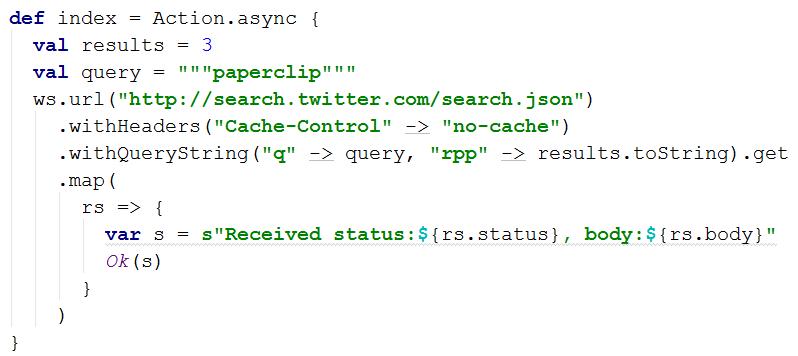 def index = Action.async {
  val results = 3
  val query = """paperclip"""
  ws.url("http://search.twitter.com/search.json")
    .withHeaders("Cache-Control" -> "no-cache")
    .withQueryString("q" -> query, "rpp" -> results.toString).get
    .map(
      rs => {
        var s = s"Received status:${rs.status}, body:${rs.body}"
        Ok(s)
      }
    )
}